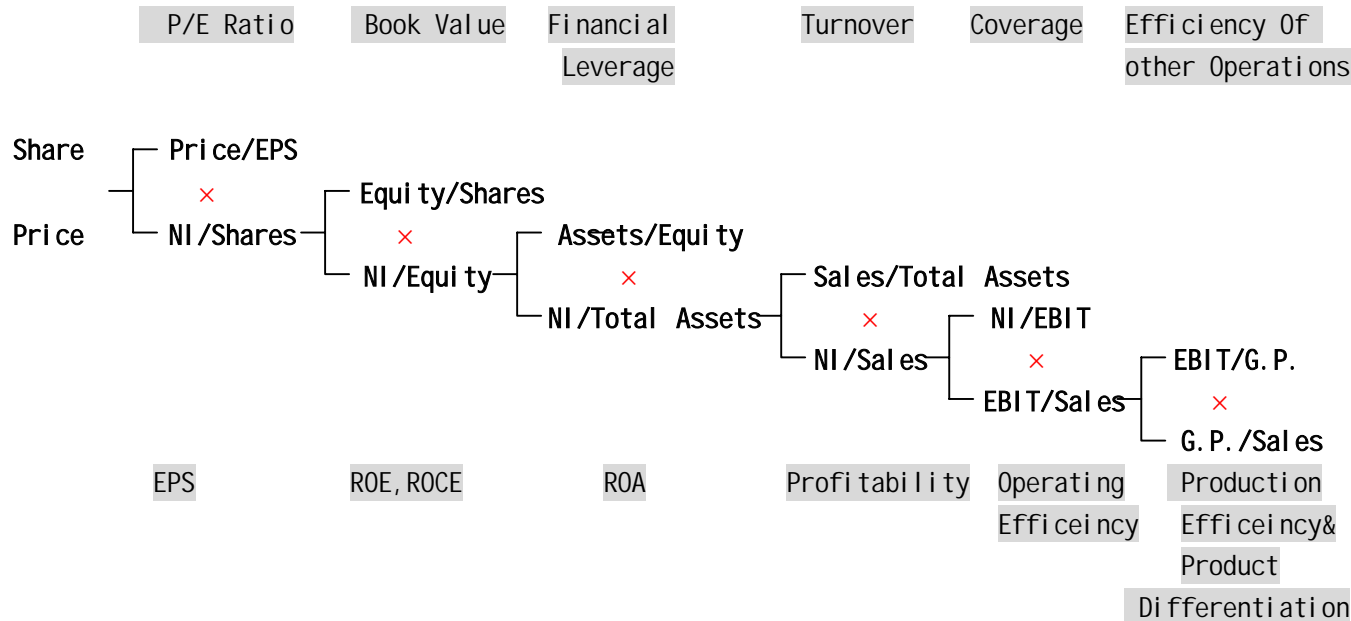 P/E Ratio Book Value Financial Turnover Coverage Efficiency Of
Leverage other Operations
Share Price/EPS
×
Equity/Shares
Price NI/Shares × Assets/Equity
NI/Equity × Sales/Total Assets
NI/Total Assets × NI/EBIT
NI/Sales × EBIT/G.P.
EBIT/Sales ×
G.P./Sales
EPS ROE,ROCE ROA Profitability Operating Production
Efficeincy Efficeincy&
Product
Differentiation